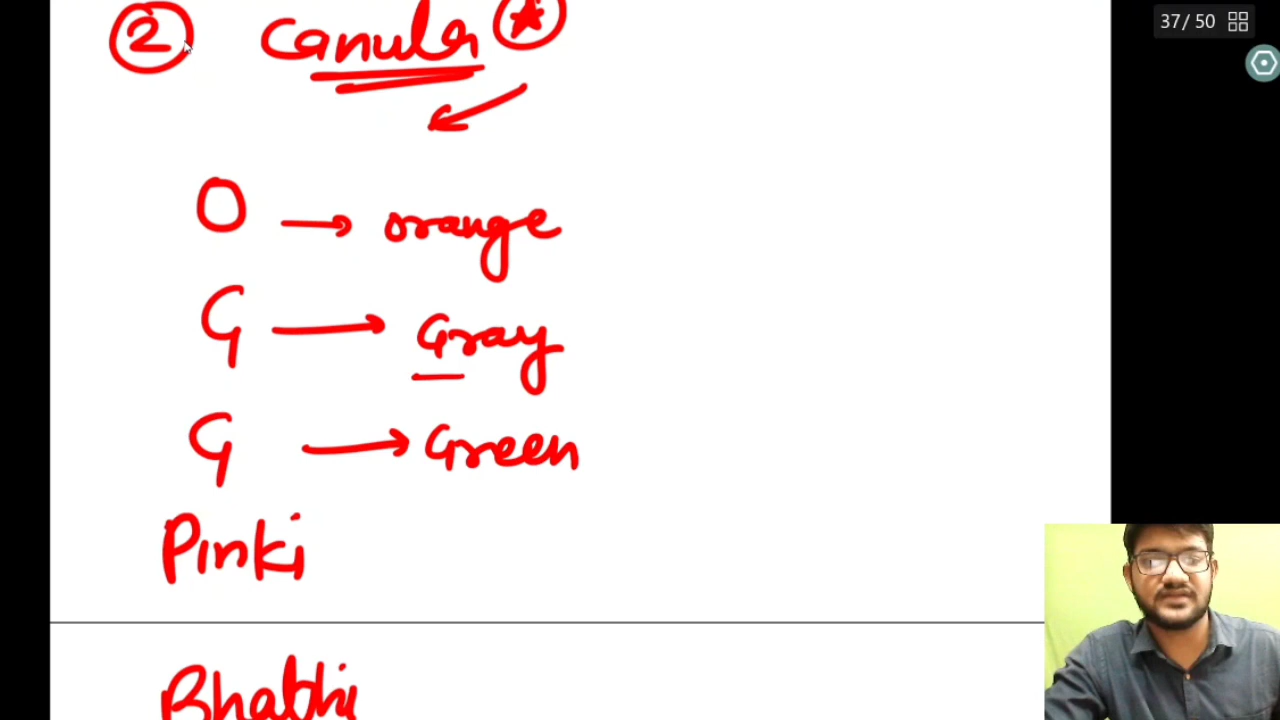 37/ 50
② Canula ★
O → orange
G → Gray
G → Green
Pinki
Bhabhi